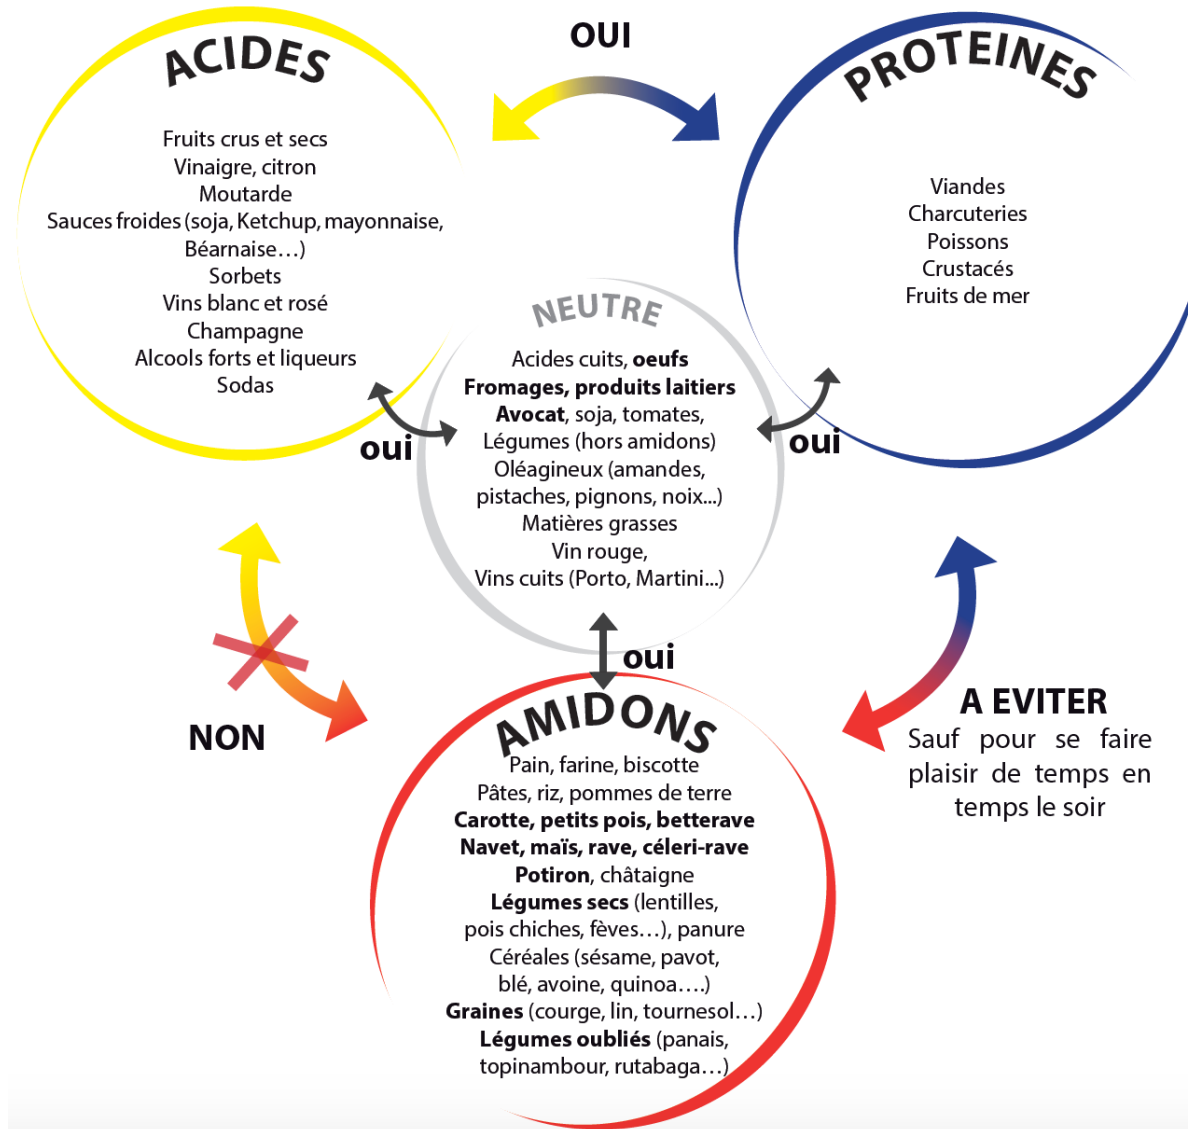 ACIDES
Fruits crus et secs
Vinaigre, citron
Moutarde
Sauces froides (soja, Ketchup, mayonnaise,
Béarnaise…)
Sorbets
Vins blanc et rosé
Champagne
Alcools forts et liqueurs
Sodas
OUI
PROTEINES
Viandes
Charcuteries
Poissons
Crustacés
Fruits de mer
NEUTRE
Acides cuits, oeufs
Fromages, produits laitiers
Avocat, soja, tomates,
Légumes (hors amidons)
Oléagineux (amandes,
pistaches, pignons, noix...)
Matières grasses
Vin rouge,
Vins cuits (Porto, Martini...)
oui
oui
oui
NON
A EVITER
Sauf pour se faire
plaisir de temps en
temps le soir
AMIDONS
Pain, farine, biscotte
Pâtes, riz, pommes de terre
Carotte, petits pois, betterave
Navet, maïs, rave, céleri-rave
Potiron, châtaigne
Légumes secs (lentilles,
pois chiches, fèves…), panure
Céréales (sésame, pavot,
blé, avoine, quinoa….)
Graines (courge, lin, tournesol…)
Légumes oubliés (panais,
topinambour, rutabaga…)